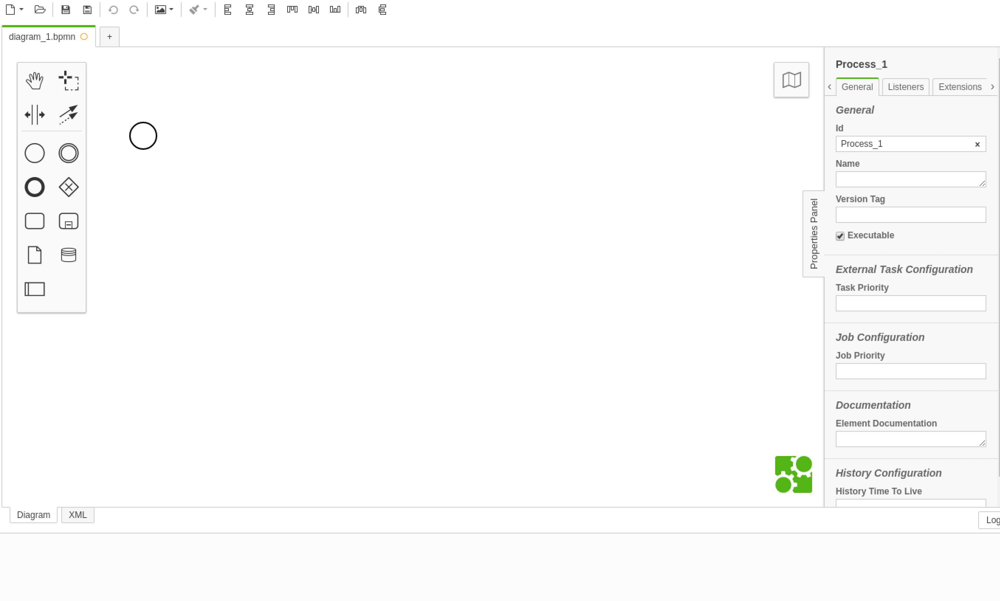 diagram_1.bpmn
+
Process_1
General Listeners Extensions
General
Id
Process_1
Name
Version Tag
Executable
Properties Panel
External Task Configuration
Task Priority
Job Configuration
Job Priority
Documentation
Element Documentation
History Configuration
History Time To Live
Diagram XML
Log